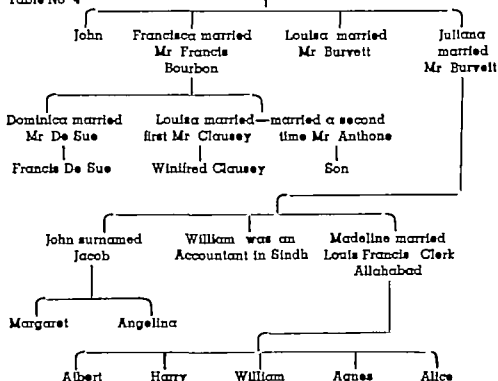 Table No 4
John
Francisca married
Mr Francis
Bourbon
Louisa married
Mr Burvett
Juliana
married
Mr Burvett
Dominica married
Mr De Sue
Louisa married
first Mr Clausey
married a second
time Mr Anthone
Francis De Sue
Winifred Clausey
Son
John surnamed
Jacob
William was an
Accountant in Sindh
Madeline married
Louis Francis Clerk
Allahabad
Margaret
Angelina
Albert
Harry
William
Agnes
Alice